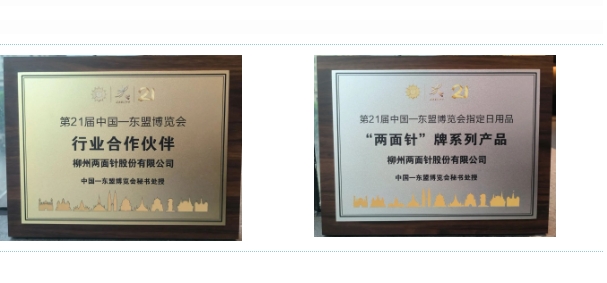 第21届中国—东盟博览会
行业合作伙伴
柳州两面针股份有限公司
中国—东盟博览会秘书处授
第21届中国—东盟博览会指定日用品
“两面针”牌系列产品
柳州两面针股份有限公司
中国—东盟博览会秘书处授